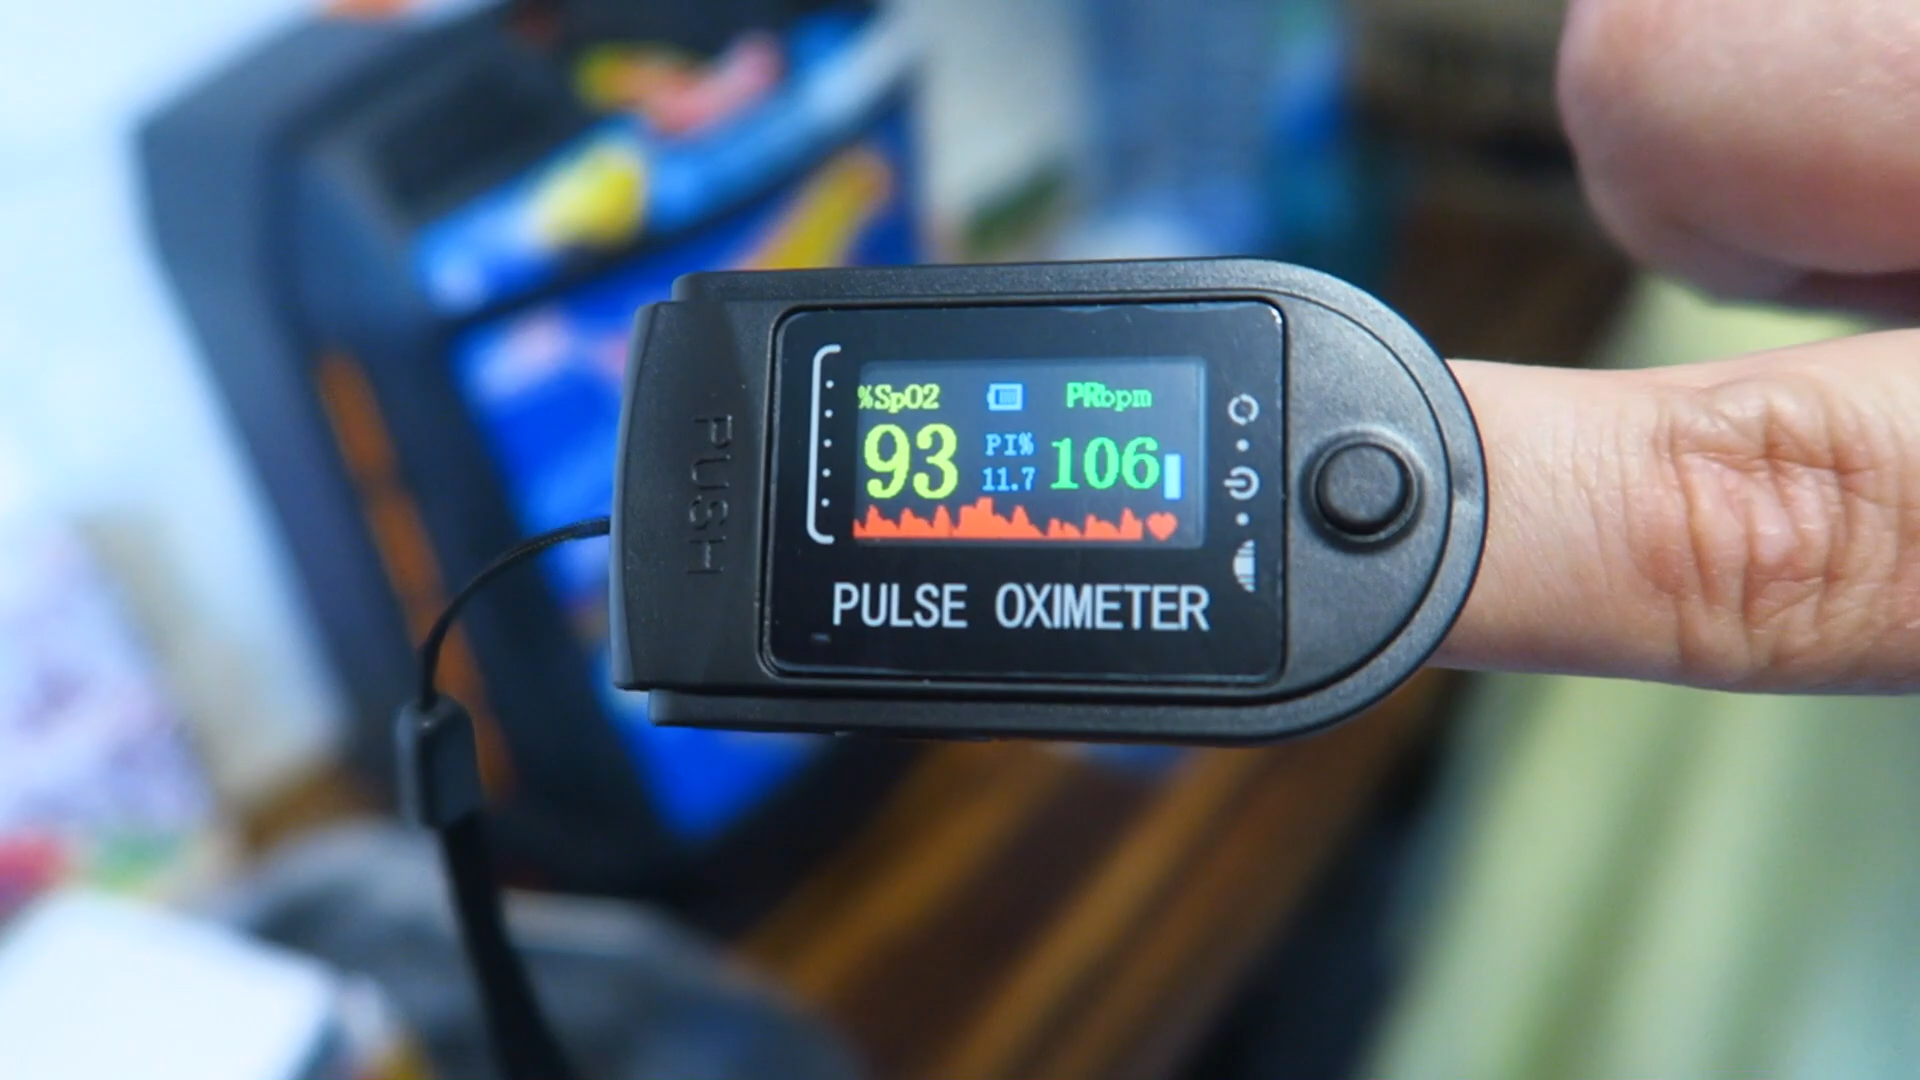 PUSH
%SpO2 PRbpm
93 PI% 106
11.7
PULSE OXIMETER